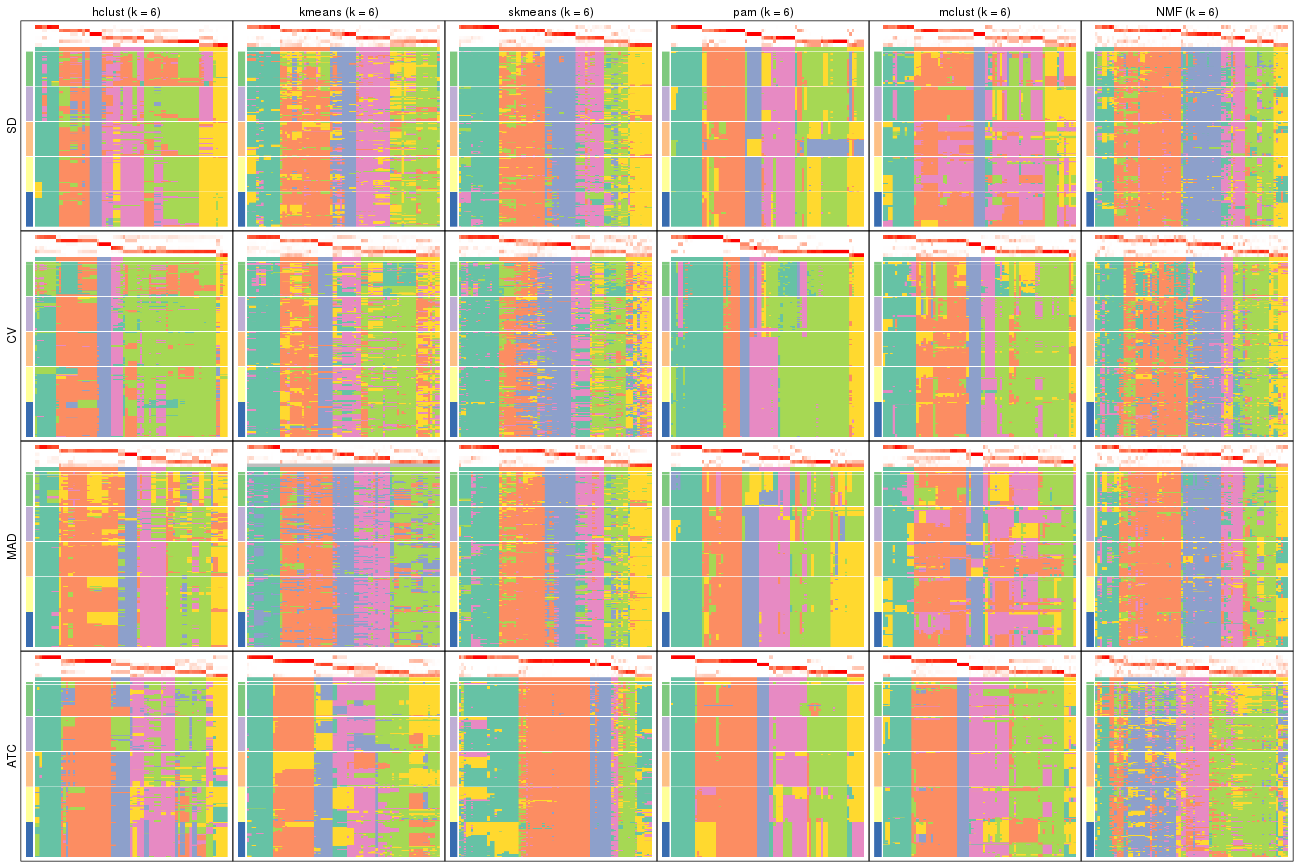 hclust (k = 6) kmeans (k = 6) skmeans (k = 6) pam (k = 6) mclust (k = 6) NMF (k = 6)
SD
CV
MAD
ATC